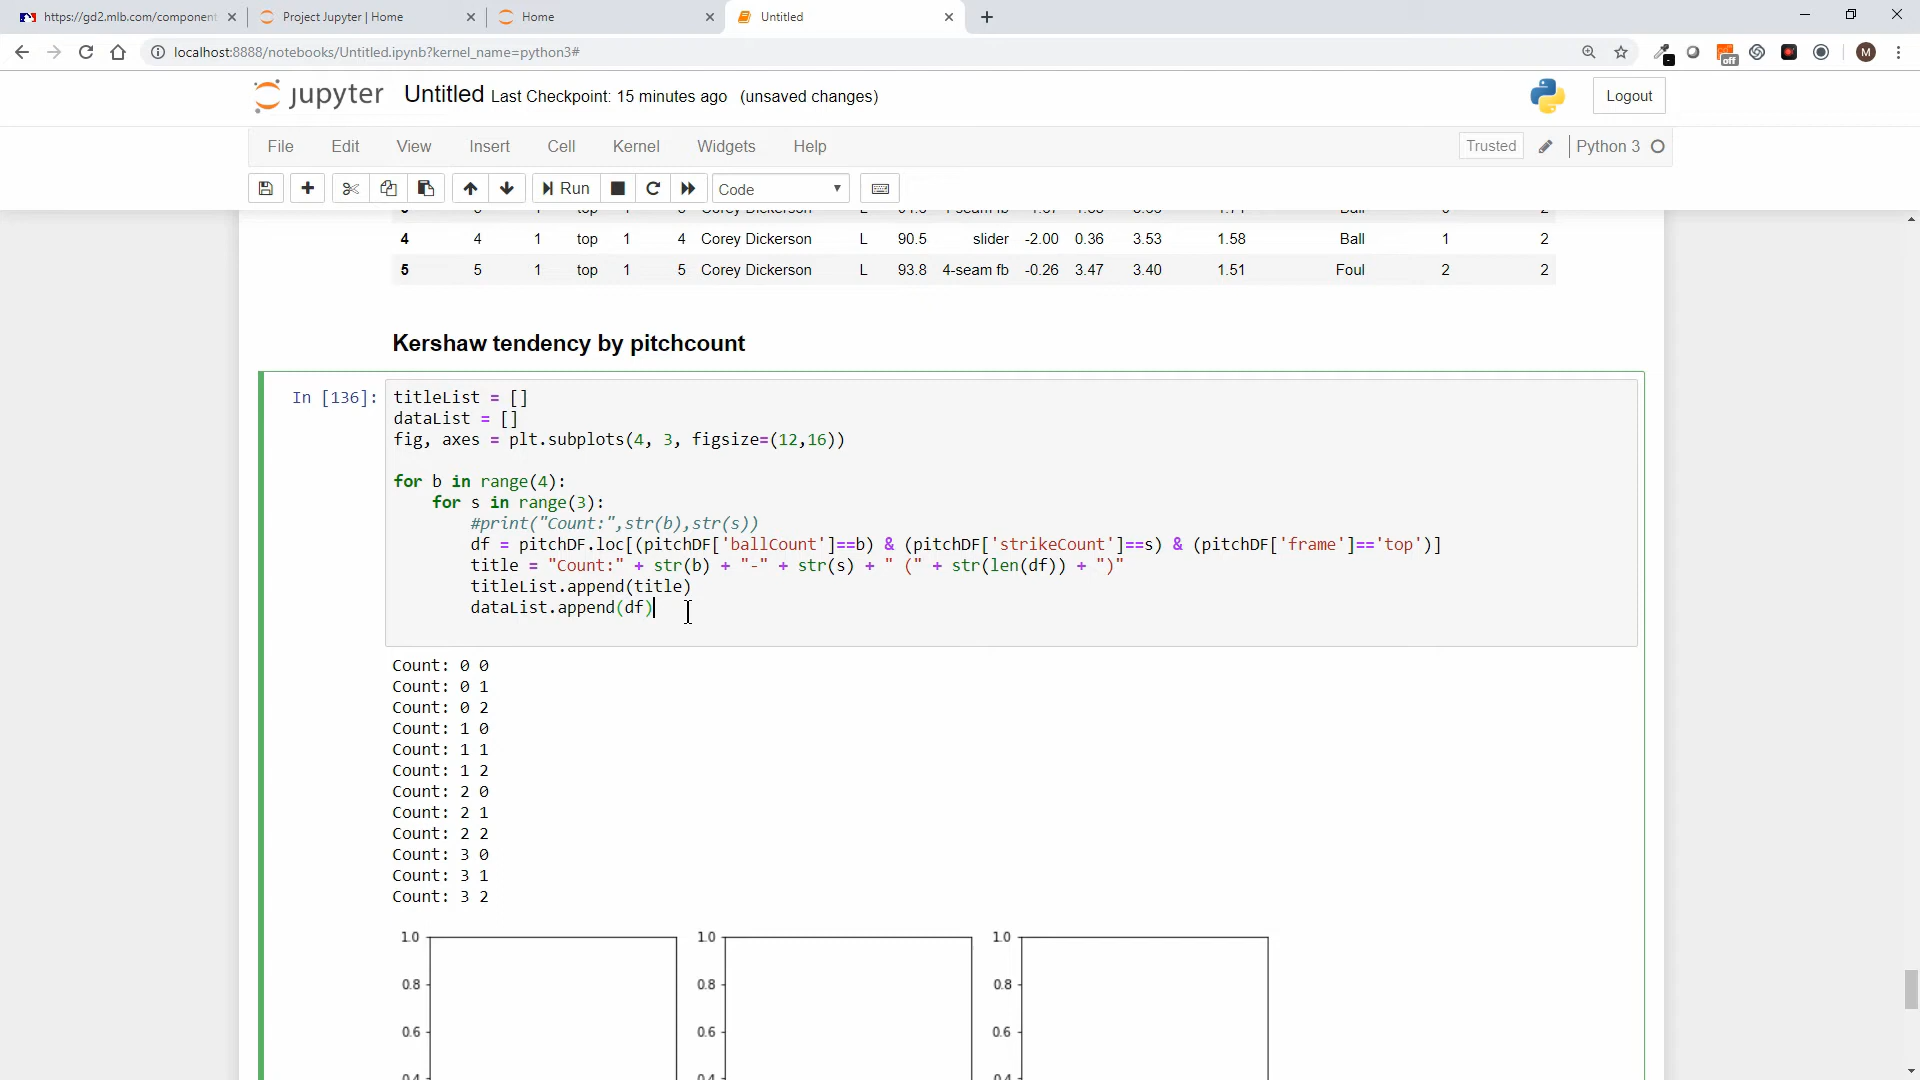 https://gd2.mlb.com/component
Project Jupyter | Home
Home
Untitled
localhost:8888/notebooks/Untitled.ipynb?kernel_name=python3#
off
M
jupyter Untitled Last Checkpoint: 15 minutes ago (unsaved changes)
Logout
File Edit View Insert Cell Kernel Widgets Help
Trusted Python 3
Run Code
4 4 1 top 1 4 Corey Dickerson L 90.5 slider -2.00 0.36 3.53 1.58 Ball 1 2
5 5 1 top 1 5 Corey Dickerson L 93.8 4-seam fb -0.26 3.47 3.40 1.51 Foul 2 2
Kershaw tendency by pitchcount
In [136]:
titleList = []
dataList = []
fig, axes = plt.subplots(4, 3, figsize=(12,16))
for b in range(4):
for s in range(3):
#print("Count:",str(b),str(s))
df = pitchDF.loc[(pitchDF['ballCount']==b) & (pitchDF['strikeCount']==s) & (pitchDF['frame']=='top')]
title = "Count:" + str(b) + "-" + str(s) + " (" + str(len(df)) + ")"
titleList.append(title)
dataList.append(df)
Count: 0 0
Count: 0 1
Count: 0 2
Count: 1 0
Count: 1 1
Count: 1 2
Count: 2 0
Count: 2 1
Count: 2 2
Count: 3 0
Count: 3 1
Count: 3 2
1.0 1.0 1.0
0.8 0.8 0.8
0.6 0.6 0.6
0.4 0.4 0.4